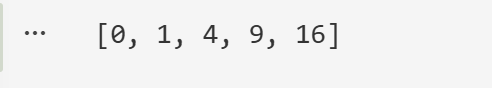 ... [0, 1, 4, 9, 16]